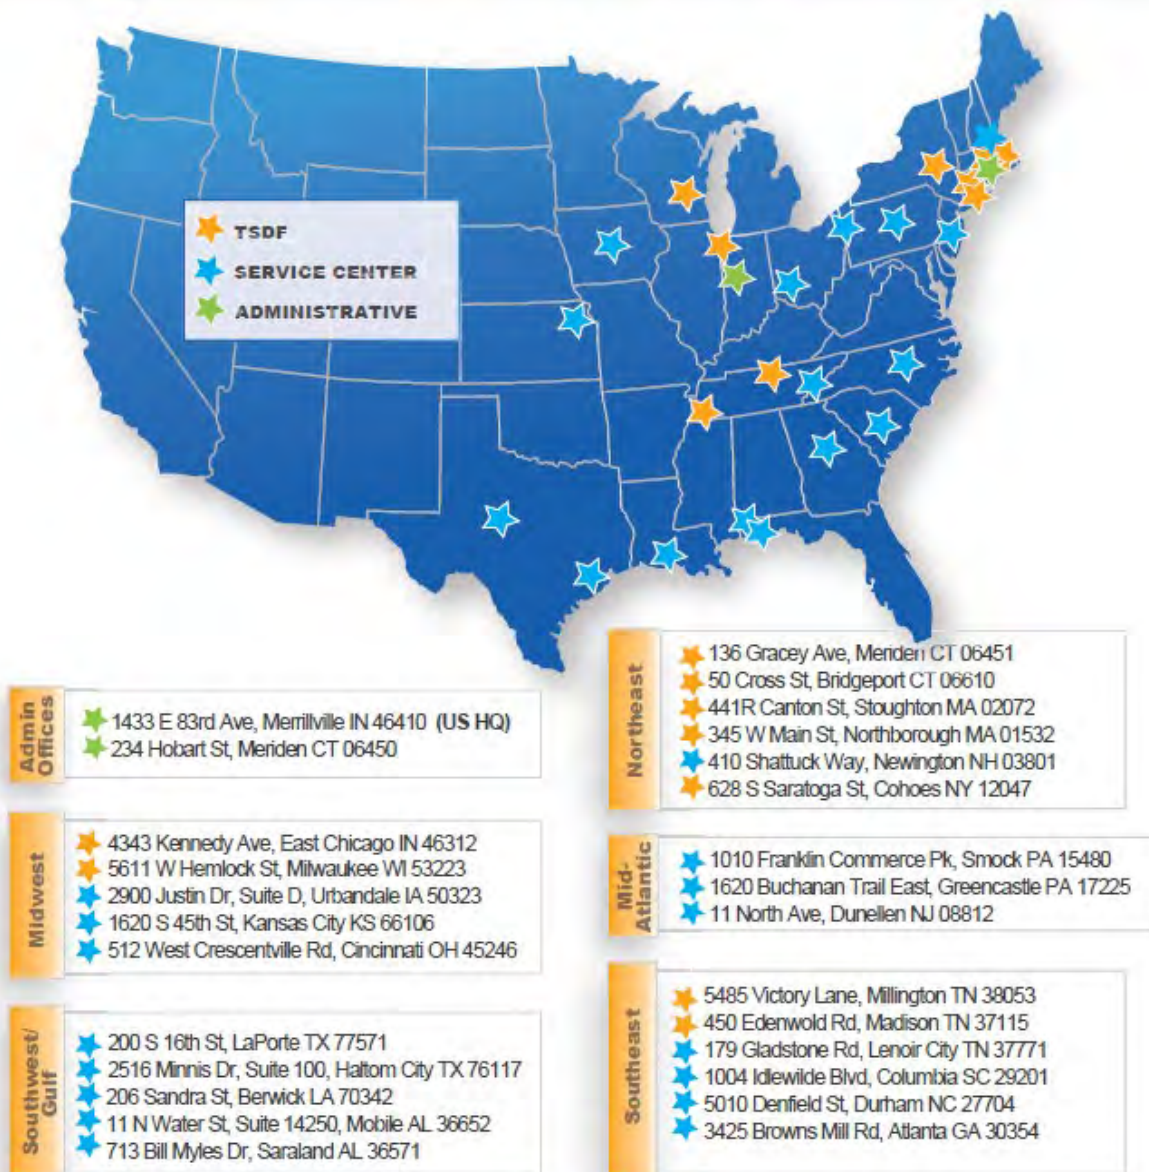 TSDF
SERVICE CENTER
ADMINISTRATIVE
Admin
Offices
1433 E 83rd Ave, Merrillville IN 46410 (US HQ)
234 Hobart St, Meriden CT 06450
Midwest
4343 Kennedy Ave, East Chicago IN 46312
5611 W Hemlock St, Milwaukee WI 53223
2900 Justin Dr, Suite D, Urbandale IA 50323
1620 S 45th St, Kansas City KS 66106
512 West Crescentville Rd, Cincinnati OH 45246
Southwest/
Gulf
200 S 16th St, LaPorte TX 77571
2516 Minnis Dr, Suite 100, Haltom City TX 76117
206 Sandra St, Berwick LA 70342
11 N Water St, Suite 14250, Mobile AL 36652
713 Bill Myles Dr, Saraland AL 36571
Northeast
136 Gracey Ave, Meriden CT 06451
50 Cross St, Bridgeport CT 06610
441R Canton St, Stoughton MA 02072
345 W Main St, Northborough MA 01532
410 Shattuck Way, Newington NH 03801
628 S Saratoga St, Cohoes NY 12047
Mid-
Atlantic
1010 Franklin Commerce Pk, Smock PA 15480
1620 Buchanan Trail East, Greencastle PA 17225
11 North Ave, Dunellen NJ 08812
Southeast
5485 Victory Lane, Millington TN 38053
450 Edenwold Rd, Madison TN 37115
179 Gladstone Rd, Lenoir City TN 37771
1004 Idlewilde Blvd, Columbia SC 29201
5010 Denfield St, Durham NC 27704
3425 Browns Mill Rd, Atlanta GA 30354